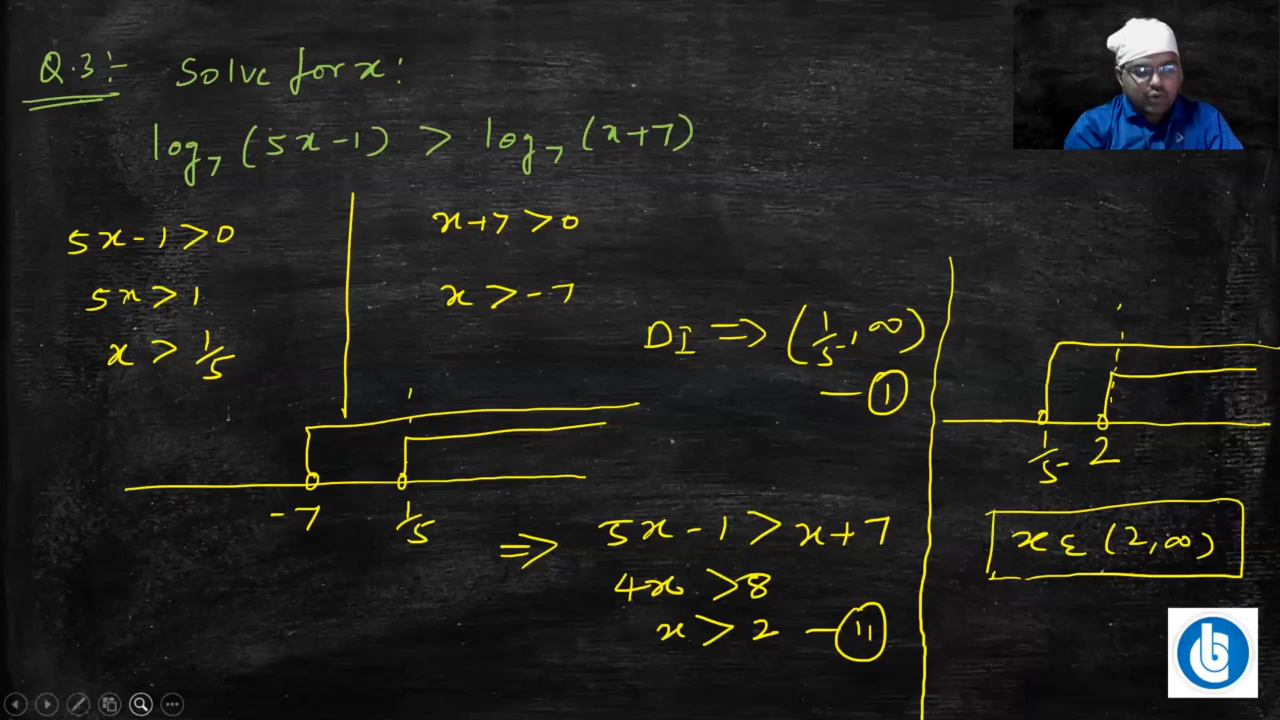 Q.3:- Solve for x:
log₇ (5x-1) > log₇ (x+7)
5x-1 > 0
5x > 1
x > 1/5
x+7 > 0
x > -7
-7 1/5
DI ⇒ (1/5, ∞)
— ①
⇒ 5x-1 > x+7
4x > 8
x > 2 — ⑪
1/5 2
x ε (2, ∞)